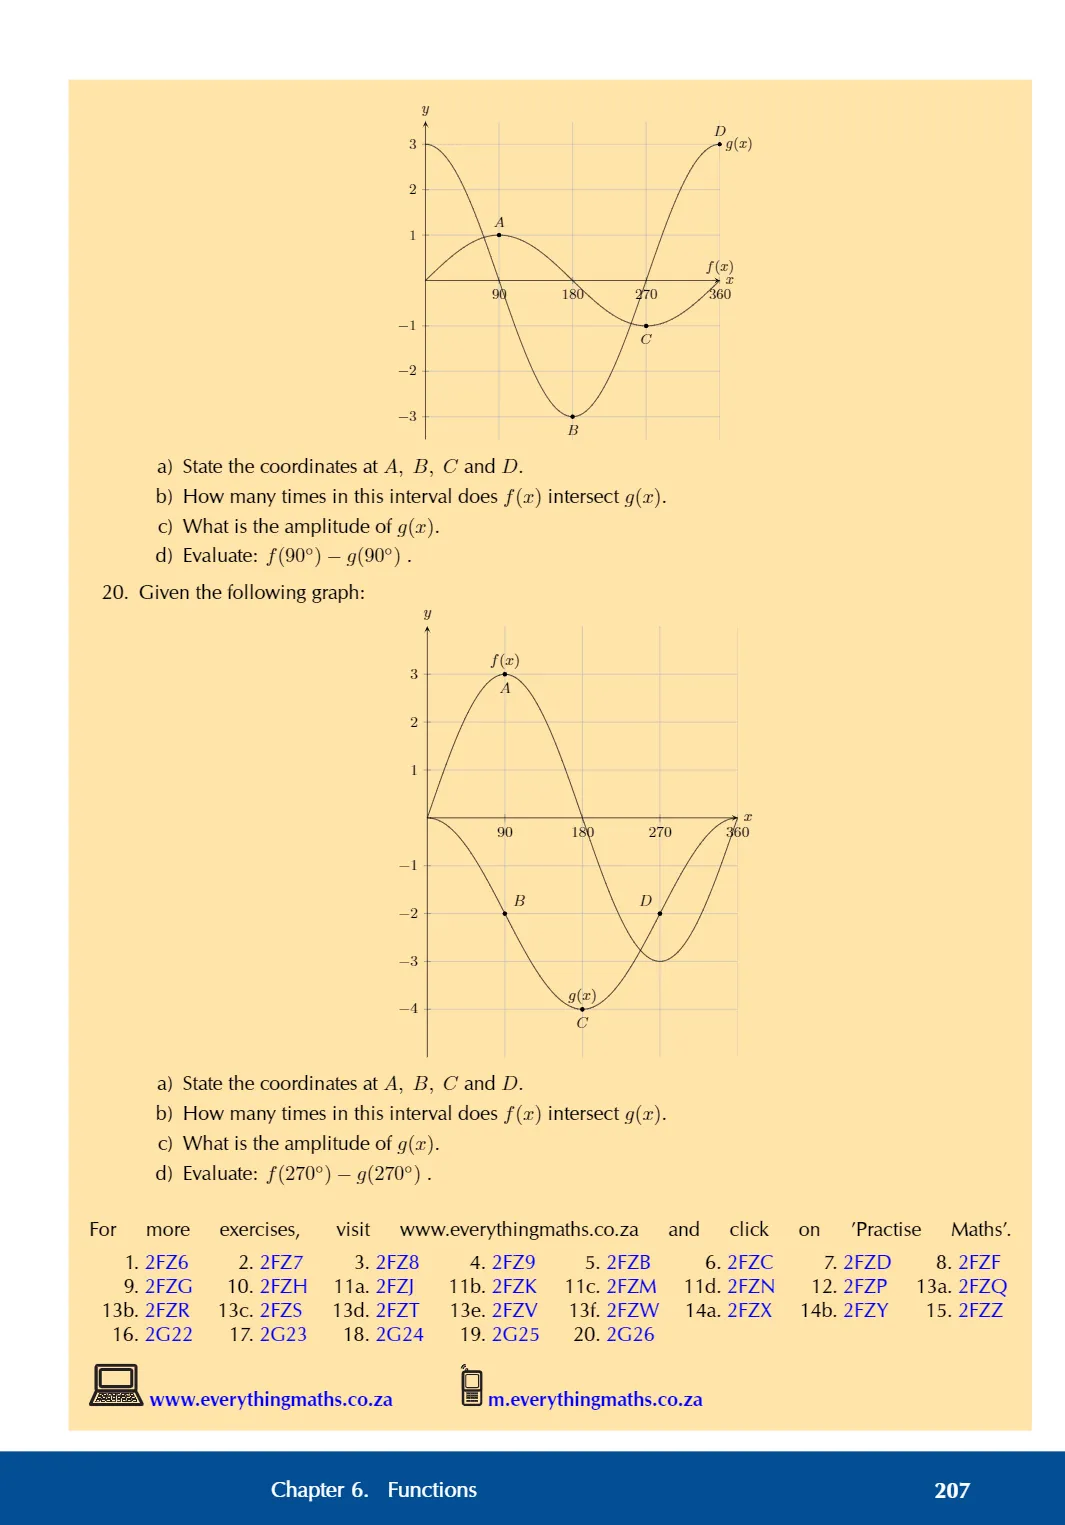 y
D
3
g(x)
2
A
1
f(x)
x
90
180
270
360
−1
C
−2
−3
B
a) State the coordinates at A, B, C and D.
b) How many times in this interval does f(x) intersect g(x).
c) What is the amplitude of g(x).
d) Evaluate: f(90°) − g(90°) .
20. Given the following graph:
y
f(x)
3
A
2
1
x
90
180
270
360
−1
B
D
−2
−3
g(x)
−4
C
a) State the coordinates at A, B, C and D.
b) How many times in this interval does f(x) intersect g(x).
c) What is the amplitude of g(x).
d) Evaluate: f(270°) − g(270°) .
For more exercises, visit www.everythingmaths.co.za and click on ’Practise Maths’.
1. 2FZ6 2. 2FZ7 3. 2FZ8 4. 2FZ9 5. 2FZB 6. 2FZC 7. 2FZD 8. 2FZF
9. 2FZG 10. 2FZH 11a. 2FZJ 11b. 2FZK 11c. 2FZM 11d. 2FZN 12. 2FZP 13a. 2FZQ
13b. 2FZR 13c. 2FZS 13d. 2FZT 13e. 2FZV 13f. 2FZW 14a. 2FZX 14b. 2FZY 15. 2FZZ
16. 2G22 17. 2G23 18. 2G24 19. 2G25 20. 2G26
www.everythingmaths.co.za m.everythingmaths.co.za
Chapter 6. Functions 207